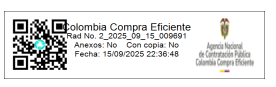 Colombia Compra Eficiente
Rad No. 2_2025_09_15_009691
Anexos: No Con copia: No
Fecha: 15/09/2025 22:36:48
Agencia Nacional
de Contratación Pública
Colombia Compra Eficiente